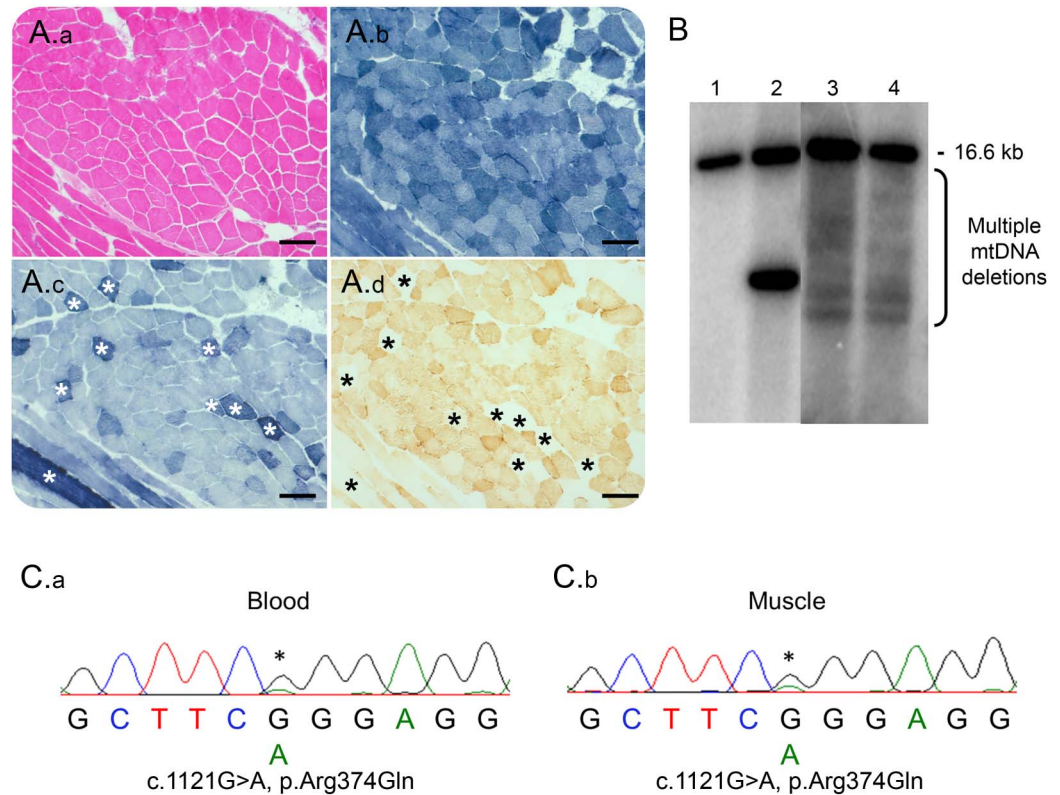 A.a
A.b
B
1 2 3 4
- 16.6 kb
Multiple
mtDNA
deletions
A.c
A.d
* * * * * * * * *
* * * * * * * * * *
C.a
Blood
*
G C T T C G G G A G G
A
c.1121G>A, p.Arg374Gln
C.b
Muscle
*
G C T T C G G G A G G
A
c.1121G>A, p.Arg374Gln